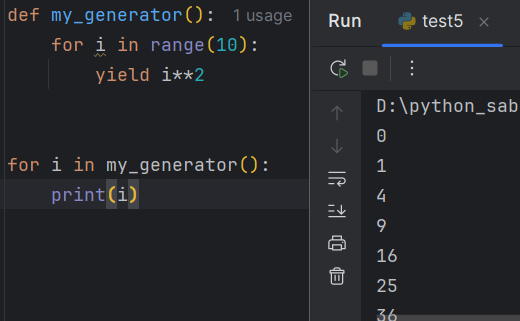 def my_generator(): 1 usage
    for i in range(10):
        yield i**2
for i in my_generator():
    print(i)
Run test5
D:\python_sab
0
1
4
9
16
25
36